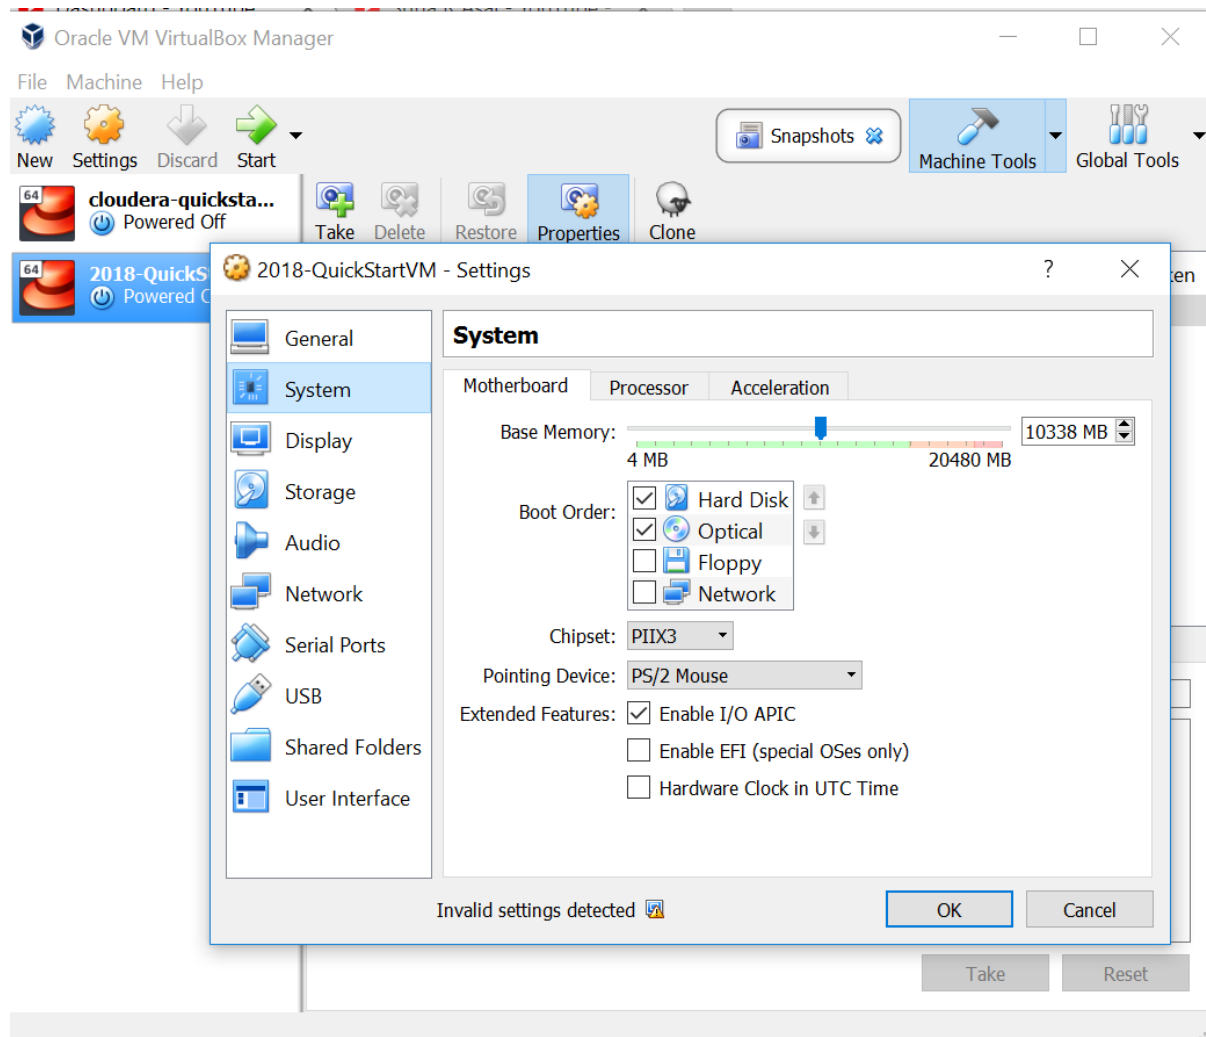 Oracle VM VirtualBox Manager
File Machine Help
New Settings Discard Start
Snapshots
Machine Tools
Global Tools
64
cloudera-quicksta...
Powered Off
Take Delete Restore Properties Clone
64
2018-QuickS
Powered
2018-QuickStartVM - Settings
?
General
System
Display
Storage
Audio
Network
Serial Ports
USB
Shared Folders
User Interface
System
Motherboard Processor Acceleration
Base Memory:
10338 MB
4 MB
20480 MB
Boot Order:
Hard Disk
Optical
Floppy
Network
Chipset: PIIX3
Pointing Device: PS/2 Mouse
Extended Features: Enable I/O APIC
Enable EFI (special OSes only)
Hardware Clock in UTC Time
Invalid settings detected
OK
Cancel
Take
Reset